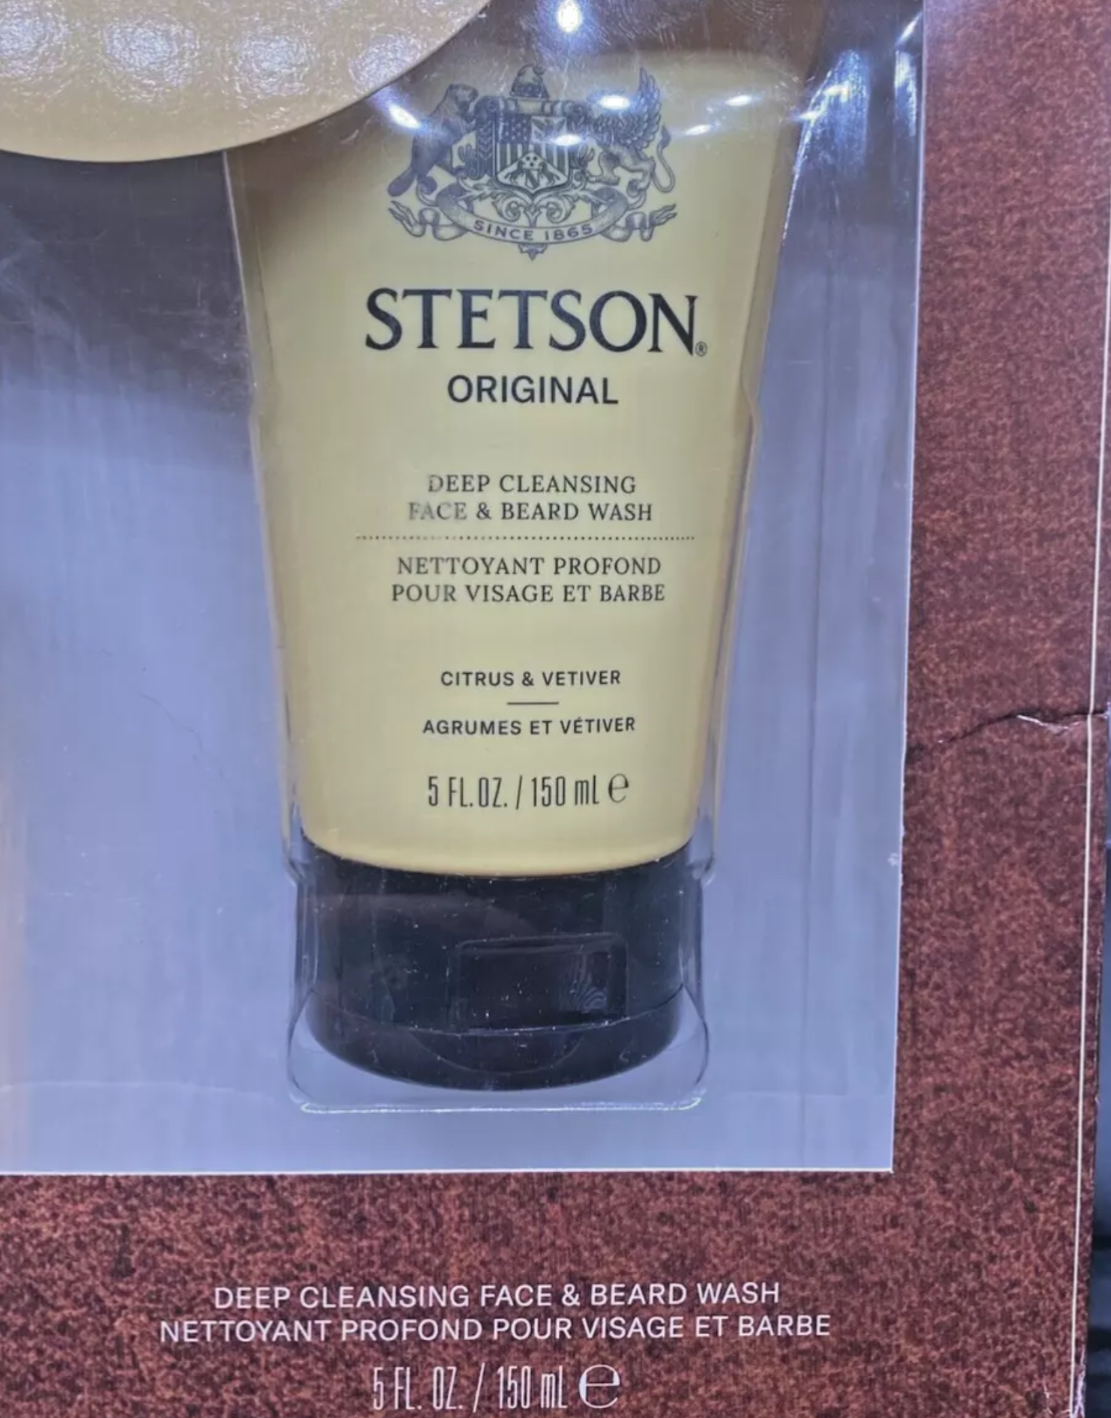 SINCE 1865
STETSON®
ORIGINAL
DEEP CLEANSING
FACE & BEARD WASH
NETTOYANT PROFOND
POUR VISAGE ET BARBE
CITRUS & VETIVER
AGRUMES ET VÉTIVER
5 FL.OZ. / 150 mL ℮
DEEP CLEANSING FACE & BEARD WASH
NETTOYANT PROFOND POUR VISAGE ET BARBE
5 FL. OZ. / 150 mL ℮